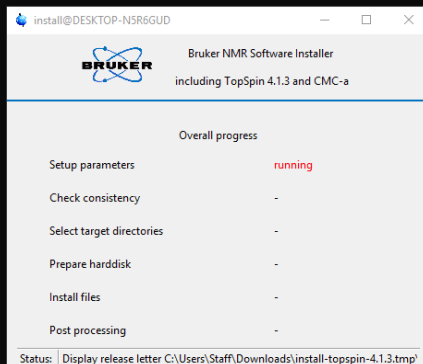 install@DESKTOP-N5R6GUD
BRUKER
Bruker NMR Software Installer
including TopSpin 4.1.3 and CMC-a
Overall progress
Setup parameters running
Check consistency -
Select target directories -
Prepare harddisk -
Install files -
Post processing -
Status: Display release letter C:\Users\Staff\Downloads\install-topspin-4.1.3.tmp\